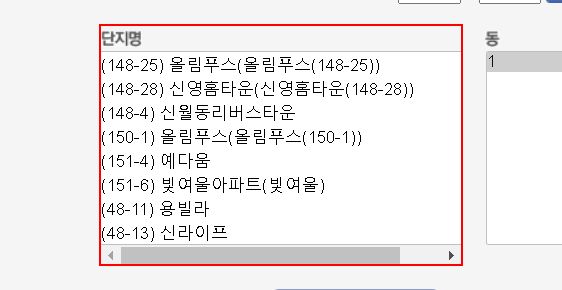 단지명
(148-25) 올림푸스(올림푸스(148-25))
(148-28) 신영홈타운(신영홈타운(148-28))
(148-4) 신월동리버스타운
(150-1) 올림푸스(올림푸스(150-1))
(151-4) 예다움
(151-6) 빛여울아파트(빛여울)
(48-11) 용빌라
(48-13) 신라이프
동
1